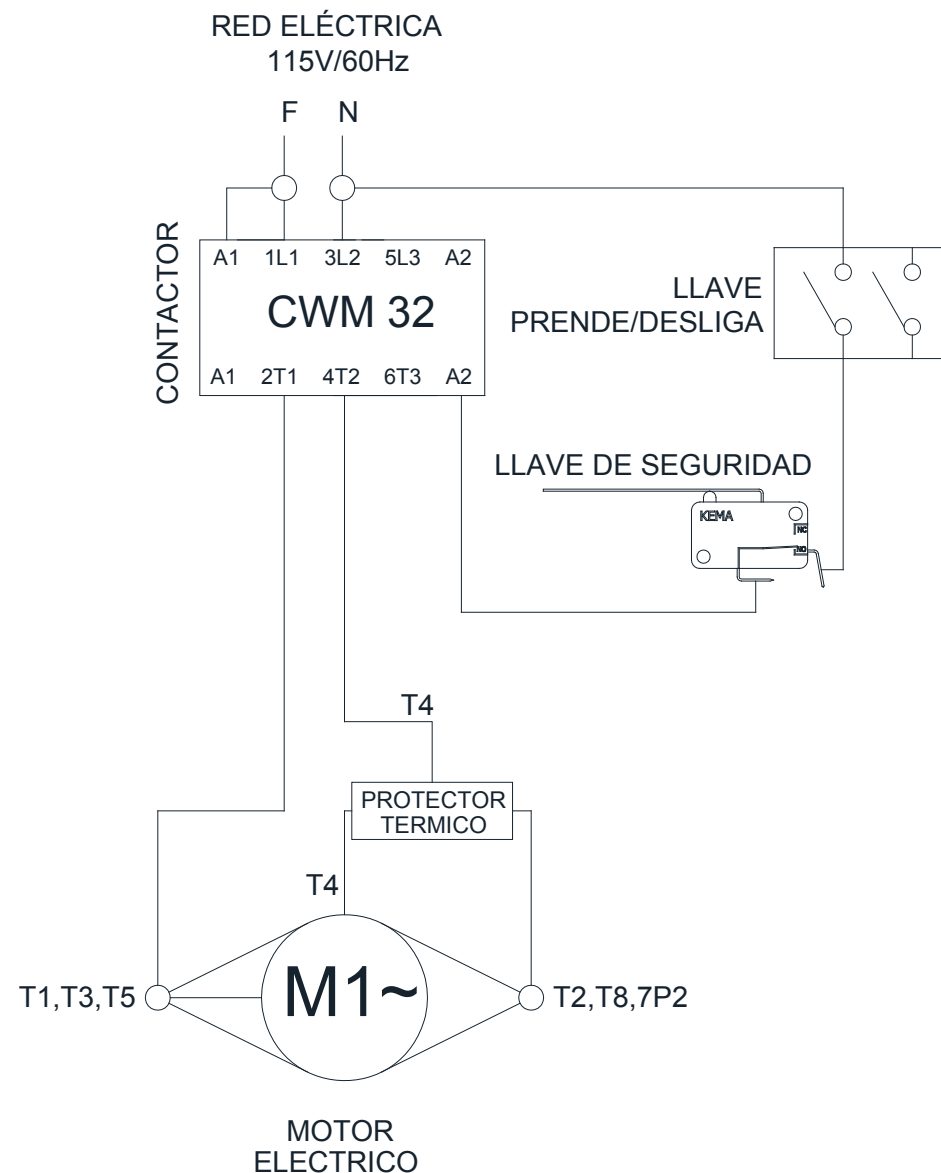 RED ELÉCTRICA
115V/60Hz
F N
CONTACTOR
A1 1L1 3L2 5L3 A2
CWM 32
A1 2T1 4T2 6T3 A2
LLAVE
PRENDE/DESLIGA
LLAVE DE SEGURIDAD
KEMA
NC
NO
T4
PROTECTOR
TERMICO
T4
T1,T3,T5
M1~
T2,T8,7P2
MOTOR
ELECTRICO